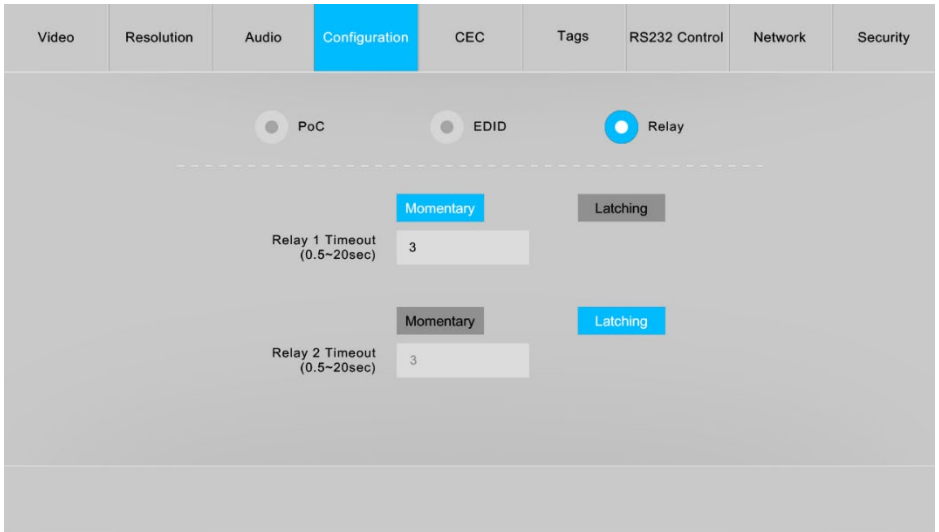 Video Resolution Audio Configuration CEC Tags RS232 Control Network Security
PoC EDID Relay
Momentary Latching
Relay 1 Timeout
(0.5~20sec)
3
Momentary Latching
Relay 2 Timeout
(0.5~20sec)
3